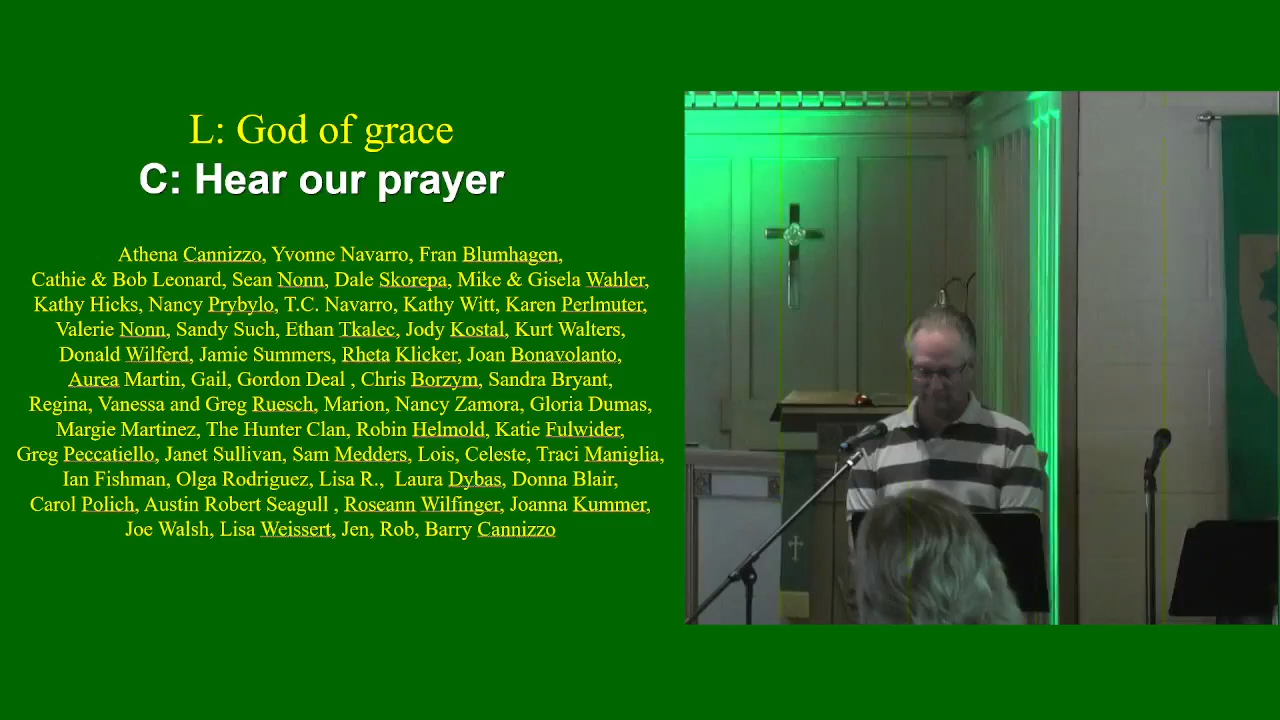 L: God of grace
C: Hear our prayer
Athena Cannizzo, Yvonne Navarro, Fran Blumhagen,
Cathie & Bob Leonard, Sean Nonn, Dale Skorepa, Mike & Gisela Wahler,
Kathy Hicks, Nancy Prybylo, T.C. Navarro, Kathy Witt, Karen Perlmuter,
Valerie Nonn, Sandy Such, Ethan Tkalec, Jody Kostal, Kurt Walters,
Donald Wilferd, Jamie Summers, Rheta Klicker, Joan Bonavolanto,
Aurea Martin, Gail, Gordon Deal , Chris Borzym, Sandra Bryant,
Regina, Vanessa and Greg Ruesch, Marion, Nancy Zamora, Gloria Dumas,
Margie Martinez, The Hunter Clan, Robin Helmold, Katie Fulwider,
Greg Peccatiello, Janet Sullivan, Sam Medders, Lois, Celeste, Traci Maniglia,
Ian Fishman, Olga Rodriguez, Lisa R.,  Laura Dybas, Donna Blair,
Carol Polich, Austin Robert Seagull , Roseann Wilfinger, Joanna Kummer,
Joe Walsh, Lisa Weissert, Jen, Rob, Barry Cannizzo